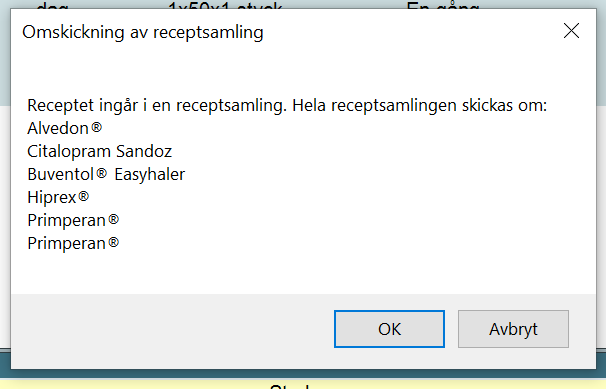 dag 1x50x1 styck En gång
Omskickning av receptsamling
Receptet ingår i en receptsamling. Hela receptsamlingen skickas om:
Alvedon®
Citalopram Sandoz
Buventol® Easyhaler
Hiprex®
Primperan®
Primperan®
OK Avbryt